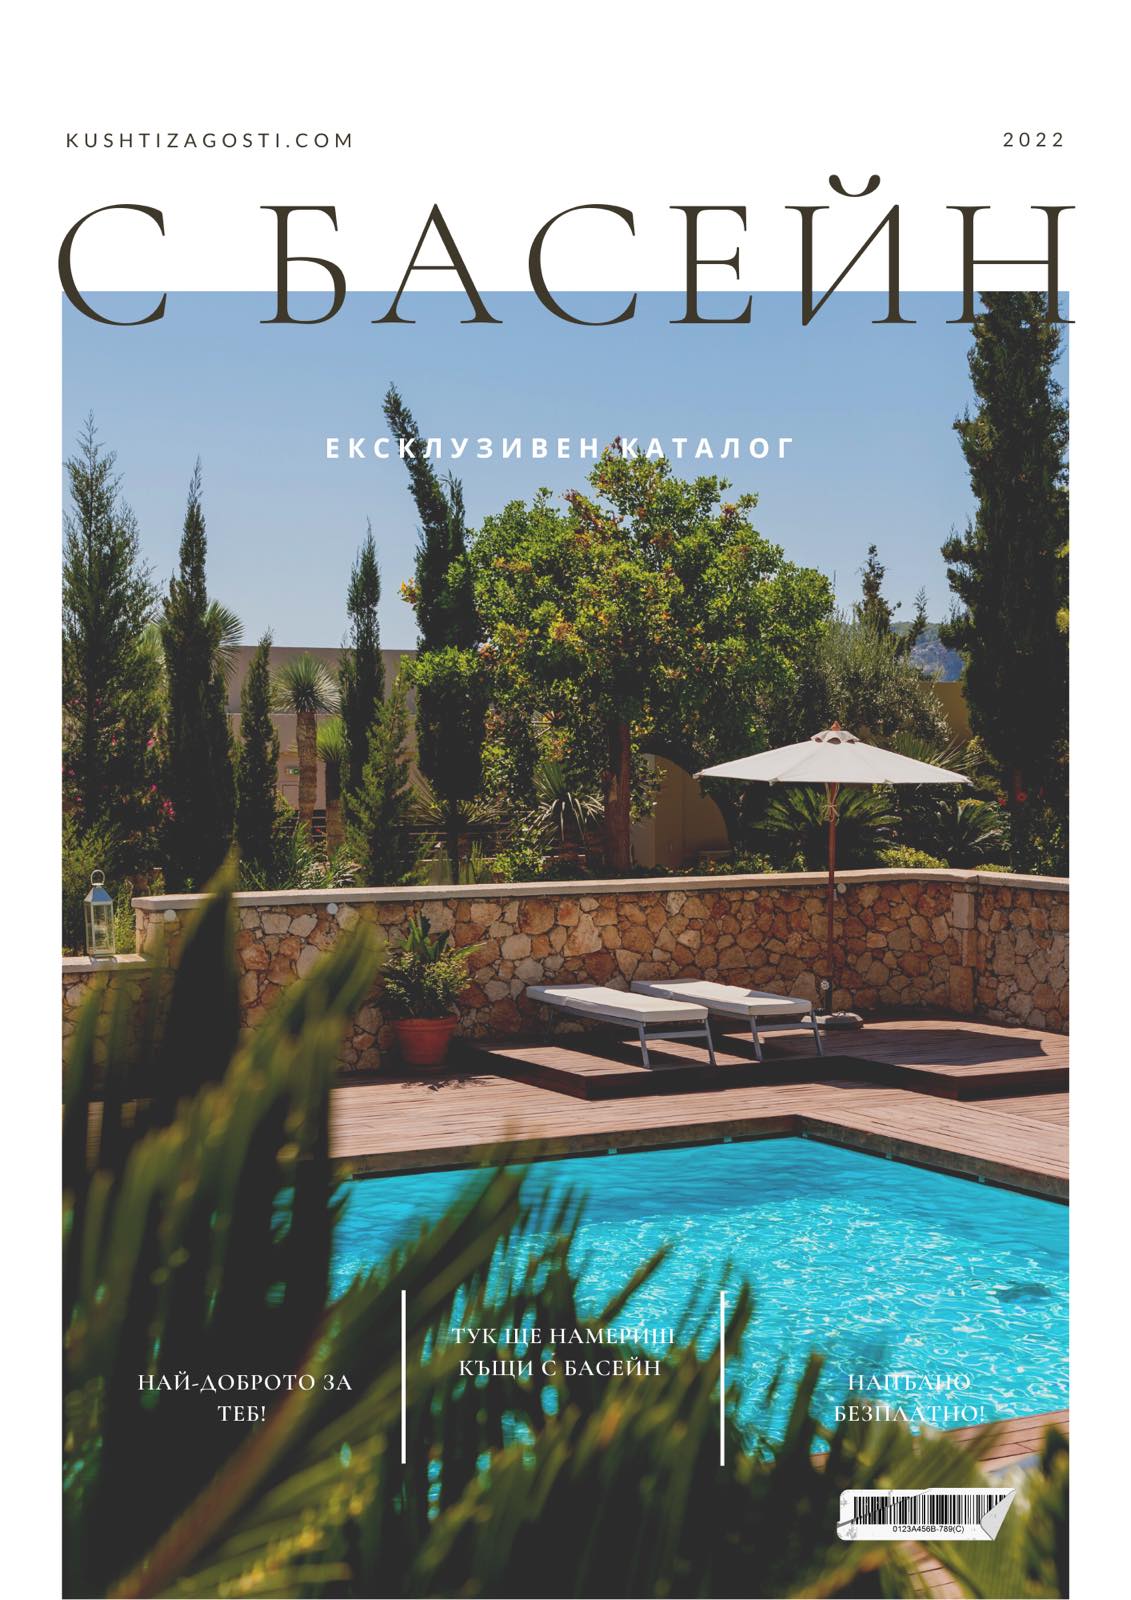 KUSHTIZAGOSTI.COM
2022
С БАСЕЙН
ЕКСКЛУЗИВЕН КАТАЛОГ
НАЙ-ДОБРОТО ЗА
ТЕБ!
ТУК ЩЕ НАМЕРИШ
КЪЩИ С БАСЕЙН
НАПЪЛНО
БЕЗПЛАТНО!
0123A456B-789(C)